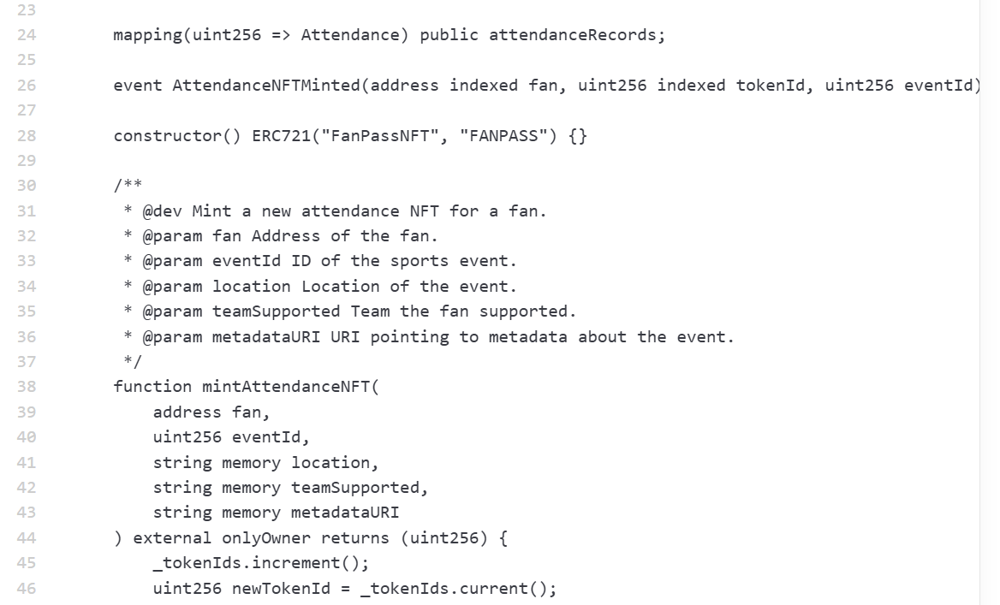 23
24 mapping(uint256 => Attendance) public attendanceRecords;
25
26 event AttendanceNFTMinted(address indexed fan, uint256 indexed tokenId, uint256 eventId)
27
28 constructor() ERC721("FanPassNFT", "FANPASS") {}
29
30 /**
31 * @dev Mint a new attendance NFT for a fan.
32 * @param fan Address of the fan.
33 * @param eventId ID of the sports event.
34 * @param location Location of the event.
35 * @param teamSupported Team the fan supported.
36 * @param metadataURI URI pointing to metadata about the event.
37 */
38 function mintAttendanceNFT(
39 address fan,
40 uint256 eventId,
41 string memory location,
42 string memory teamSupported,
43 string memory metadataURI
44 ) external onlyOwner returns (uint256) {
45 _tokenIds.increment();
46 uint256 newTokenId = _tokenIds.current();